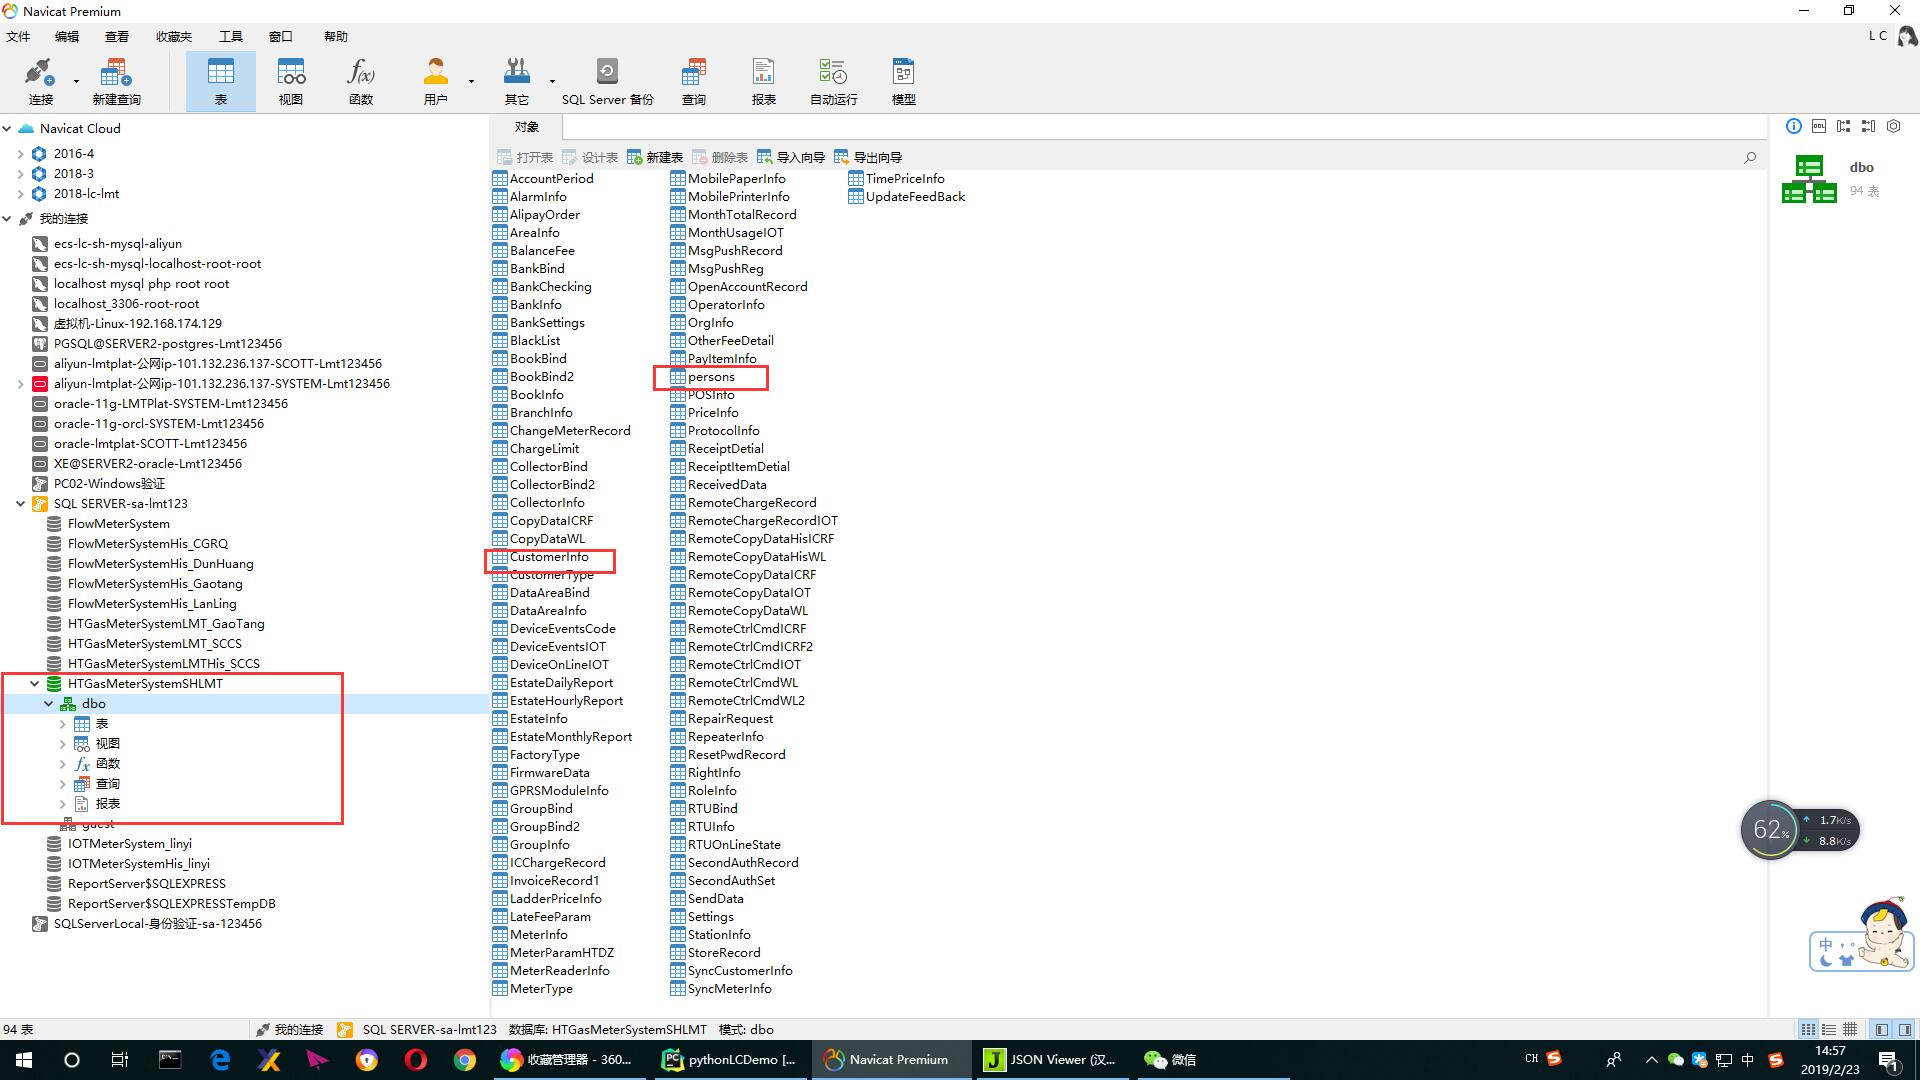 Navicat Premium
文件 编辑 查看 收藏夹 工具 窗口 帮助
L C
连接 新建查询 表 视图 函数 用户 其它 SQL Server 备份 查询 报表 自动运行 模型
Navicat Cloud
2016-4
2018-3
2018-lc-lmt
我的连接
ecs-lc-sh-mysql-aliyun
ecs-lc-sh-mysql-localhost-root-root
localhost mysql php root root
localhost_3306-root-root
虚拟机-Linux-192.168.174.129
PGSQL@SERVER2-postgres-Lmt123456
aliyun-lmtplat-公网ip-101.132.236.137-SCOTT-Lmt123456
aliyun-lmtplat-公网ip-101.132.236.137-SYSTEM-Lmt123456
oracle-11g-LMTPlat-SYSTEM-Lmt123456
oracle-11g-orcl-SYSTEM-Lmt123456
oracle-lmtplat-SCOTT-Lmt123456
XE@SERVER2-oracle-Lmt123456
PC02-Windows验证
SQL SERVER-sa-lmt123
FlowMeterSystem
FlowMeterSystemHis_CGRQ
FlowMeterSystemHis_DunHuang
FlowMeterSystemHis_Gaotang
FlowMeterSystemHis_LanLing
HTGasMeterSystemLMT_GaoTang
HTGasMeterSystemLMT_SCCS
HTGasMeterSystemLMTHis_SCCS
HTGasMeterSystemSHLMT
dbo
表
视图
函数
查询
报表
guest
IOTMeterSystem_linyi
IOTMeterSystemHis_linyi
ReportServer$SQLEXPRESS
ReportServer$SQLEXPRESSTempDB
SQLServerLocal-身份验证-sa-123456
对象
打开表 设计表 新建表 删除表 导入向导 导出向导
AccountPeriod
AlarmInfo
AlipayOrder
AreaInfo
BalanceFee
BankBind
BankChecking
BankInfo
BankSettings
BlackList
BookBind
BookBind2
BookInfo
BranchInfo
ChangeMeterRecord
ChargeLimit
CollectorBind
CollectorBind2
CollectorInfo
CopyDataICRF
CopyDataWL
CustomerInfo
CustomerType
DataAreaBind
DataAreaInfo
DeviceEventsCode
DeviceEventsIOT
DeviceOnLineIOT
EstateDailyReport
EstateHourlyReport
EstateInfo
EstateMonthlyReport
FactoryType
FirmwareData
GPRSModuleInfo
GroupBind
GroupBind2
GroupInfo
ICChargeRecord
InvoiceRecord1
LadderPriceInfo
LateFeeParam
MeterInfo
MeterParamHTDZ
MeterReaderInfo
MeterType
MobilePaperInfo
MobilePrinterInfo
MonthTotalRecord
MonthUsageIOT
MsgPushRecord
MsgPushReg
OpenAccountRecord
OperatorInfo
OrgInfo
OtherFeeDetail
PayItemInfo
persons
POSInfo
PriceInfo
ProtocolInfo
ReceiptDetial
ReceiptItemDetial
ReceivedData
RemoteChargeRecord
RemoteChargeRecordIOT
RemoteCopyDataHisICRF
RemoteCopyDataHisWL
RemoteCopyDataICRF
RemoteCopyDataIOT
RemoteCopyDataWL
RemoteCtrlCmdICRF
RemoteCtrlCmdICRF2
RemoteCtrlCmdIOT
RemoteCtrlCmdWL
RemoteCtrlCmdWL2
RepairRequest
RepeaterInfo
ResetPwdRecord
RightInfo
RoleInfo
RTUBind
RTUInfo
RTUOnLineState
SecondAuthRecord
SecondAuthSet
SendData
Settings
StationInfo
StoreRecord
SyncCustomerInfo
SyncMeterInfo
TimePriceInfo
UpdateFeedBack
DDL
dbo
94 表
62%
1.7K/s
8.8K/s
中
94 表 我的连接 SQL SERVER-sa-lmt123 数据库: HTGasMeterSystemSHLMT 模式: dbo
收藏管理器 - 360... pythonLCDemo [... Navicat Premium JSON Viewer (汉... 微信
CH 中
14:57
2019/2/23
1